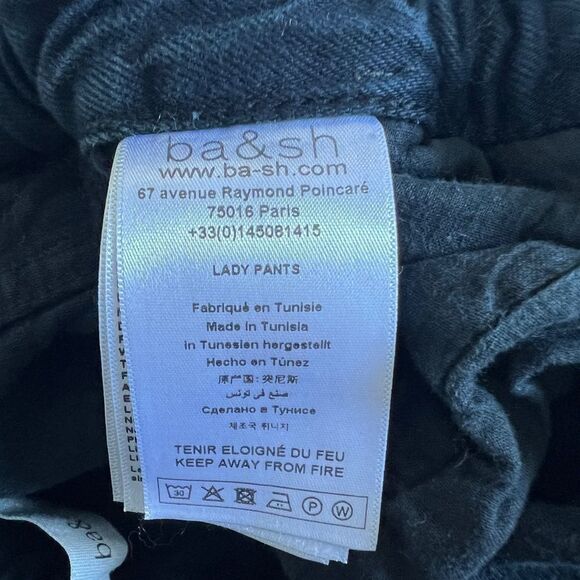 ba&sh
www.ba-sh.com
67 avenue Raymond Poincaré
75016 Paris
+33(0)145081415
LADY PANTS
Fabriqué en Tunisie
Made in Tunisia
in Tunesien hergestellt
Hecho en Túnez
原产国: 突尼斯
صنع في تونس
Сделано в Тунисе
제조국 튀니지
TENIR ELOIGNÉ DU FEU
KEEP AWAY FROM FIRE
30 P W
ba&